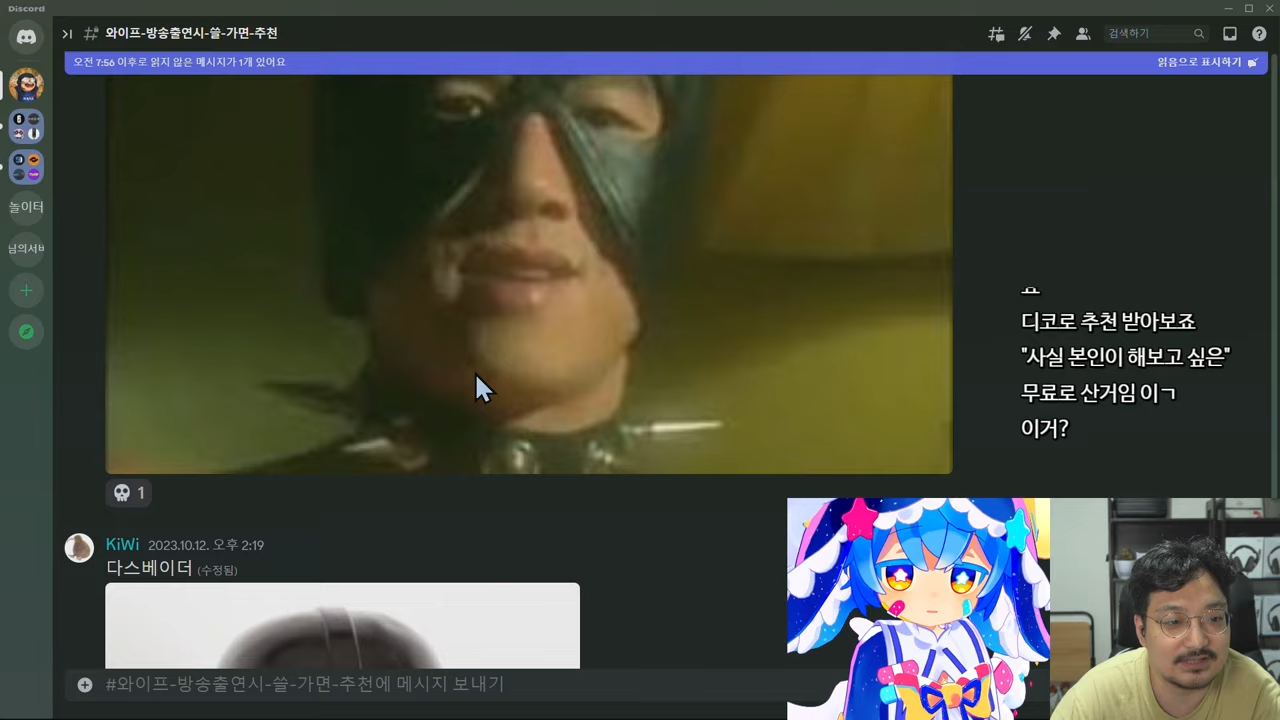 Discord
와이프-방송출연시-쓸-가면-추천
검색하기
오전 7:56 이후로 읽지 않은 메시지가 1개 있어요
읽음으로 표시하기
놀이터
님의서버
요
디코로 추천 받아보죠
"사실 본인이 해보고 싶은"
무료로 산거임 이ㄱ
이거?
1
KiWi 2023.10.12. 오후 2:19
다스베이더 (수정됨)
#와이프-방송출연시-쓸-가면-추천에 메시지 보내기